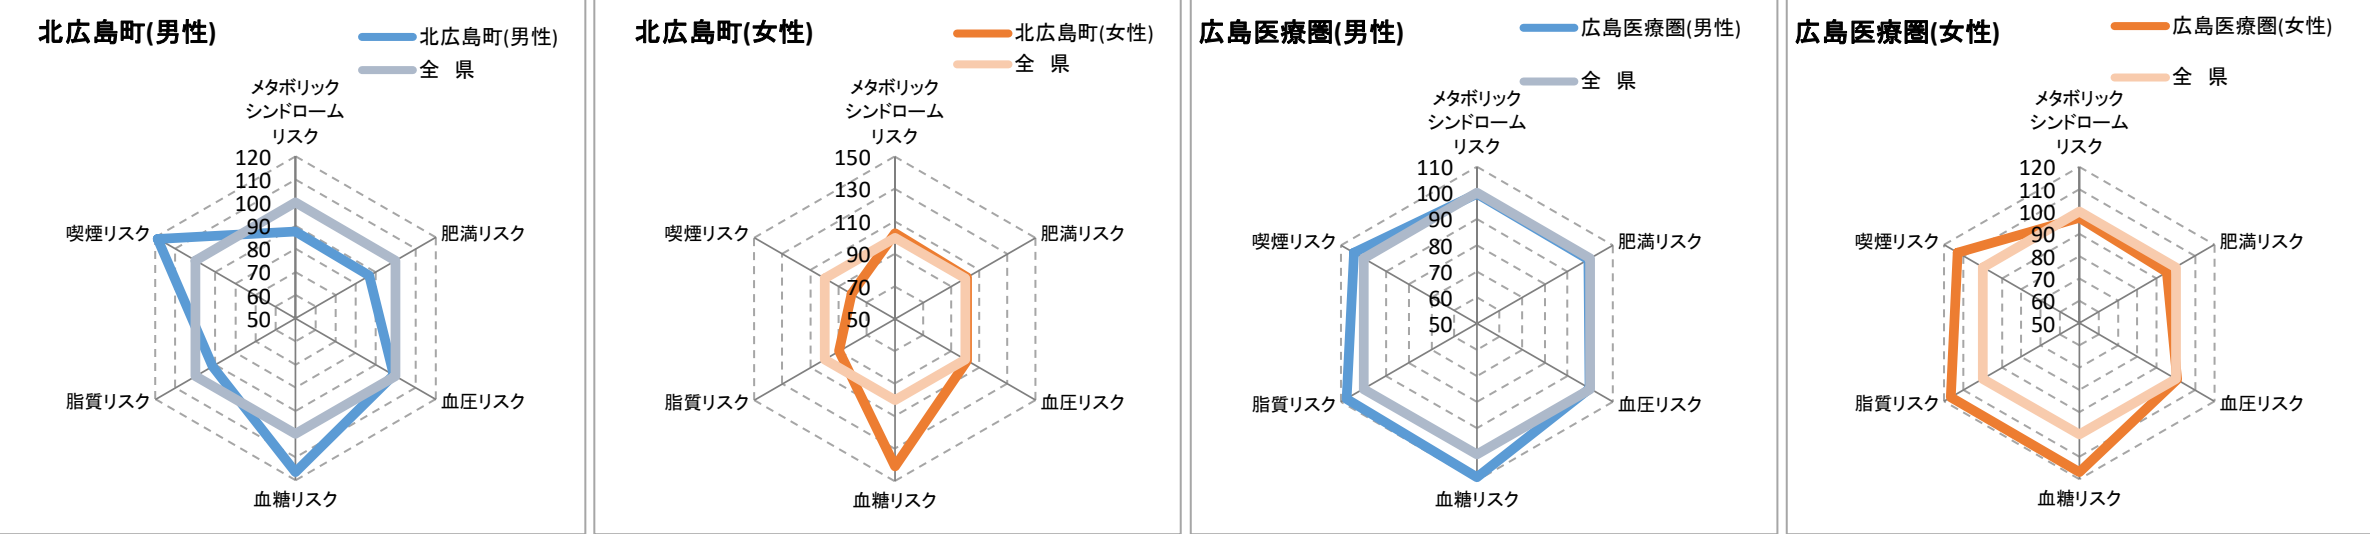 北広島町(男性)
北広島町(男性)
全 県
メタボリック
シンドローム
リスク
120
110
100
90
80
70
60
50
肥満リスク
血圧リスク
血糖リスク
脂質リスク
喫煙リスク
北広島町(女性)
北広島町(女性)
全 県
メタボリック
シンドローム
リスク
150
130
110
90
70
50
肥満リスク
血圧リスク
血糖リスク
脂質リスク
喫煙リスク
広島医療圏(男性)
広島医療圏(男性)
全 県
メタボリック
シンドローム
リスク
110
100
90
80
70
60
50
肥満リスク
血圧リスク
血糖リスク
脂質リスク
喫煙リスク
広島医療圏(女性)
広島医療圏(女性)
全 県
メタボリック
シンドローム
リスク
120
110
100
90
80
70
60
50
肥満リスク
血圧リスク
血糖リスク
脂質リスク
喫煙リスク